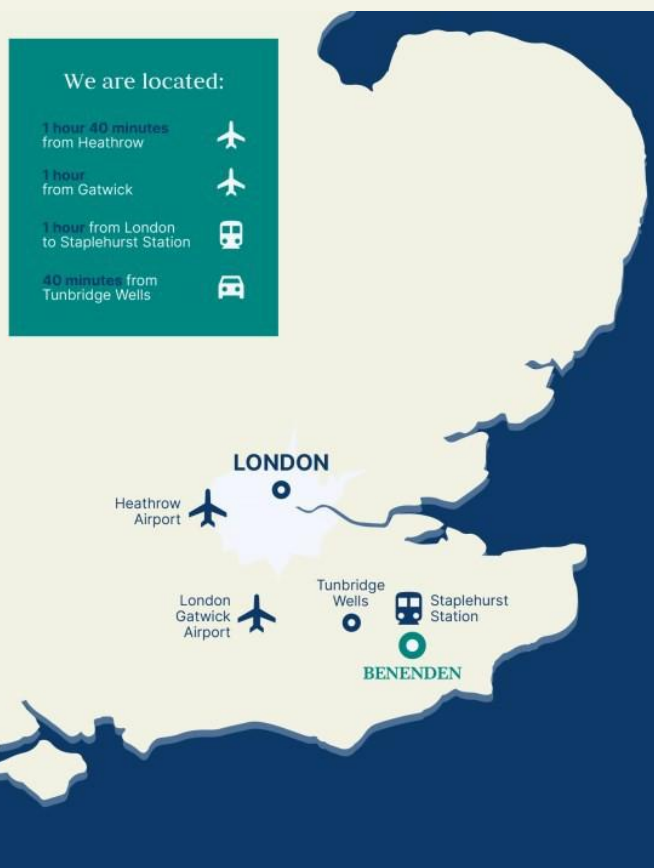 We are located:
1 hour 40 minutes
from Heathrow
1 hour
from Gatwick
1 hour from London
to Staplehurst Station
40 minutes from
Tunbridge Wells
LONDON
Heathrow
Airport
London
Gatwick
Airport
Tunbridge
Wells
Staplehurst
Station
BENENDEN